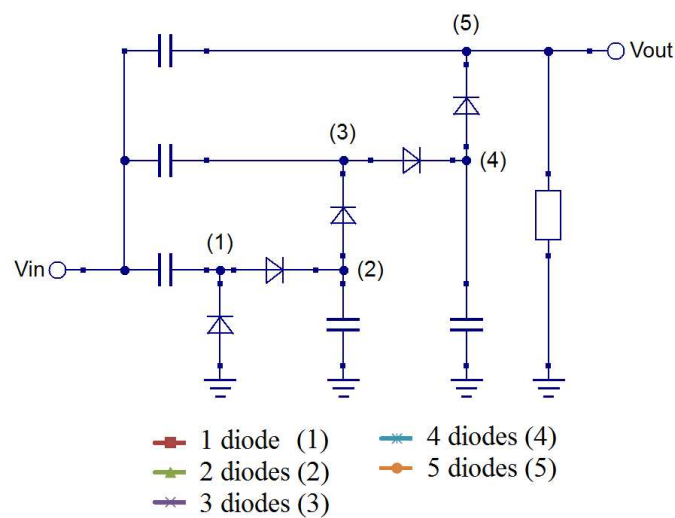 (5)
Vout
(3)
(4)
(1)
Vin
(2)
1 diode (1)
2 diodes (2)
3 diodes (3)
4 diodes (4)
5 diodes (5)